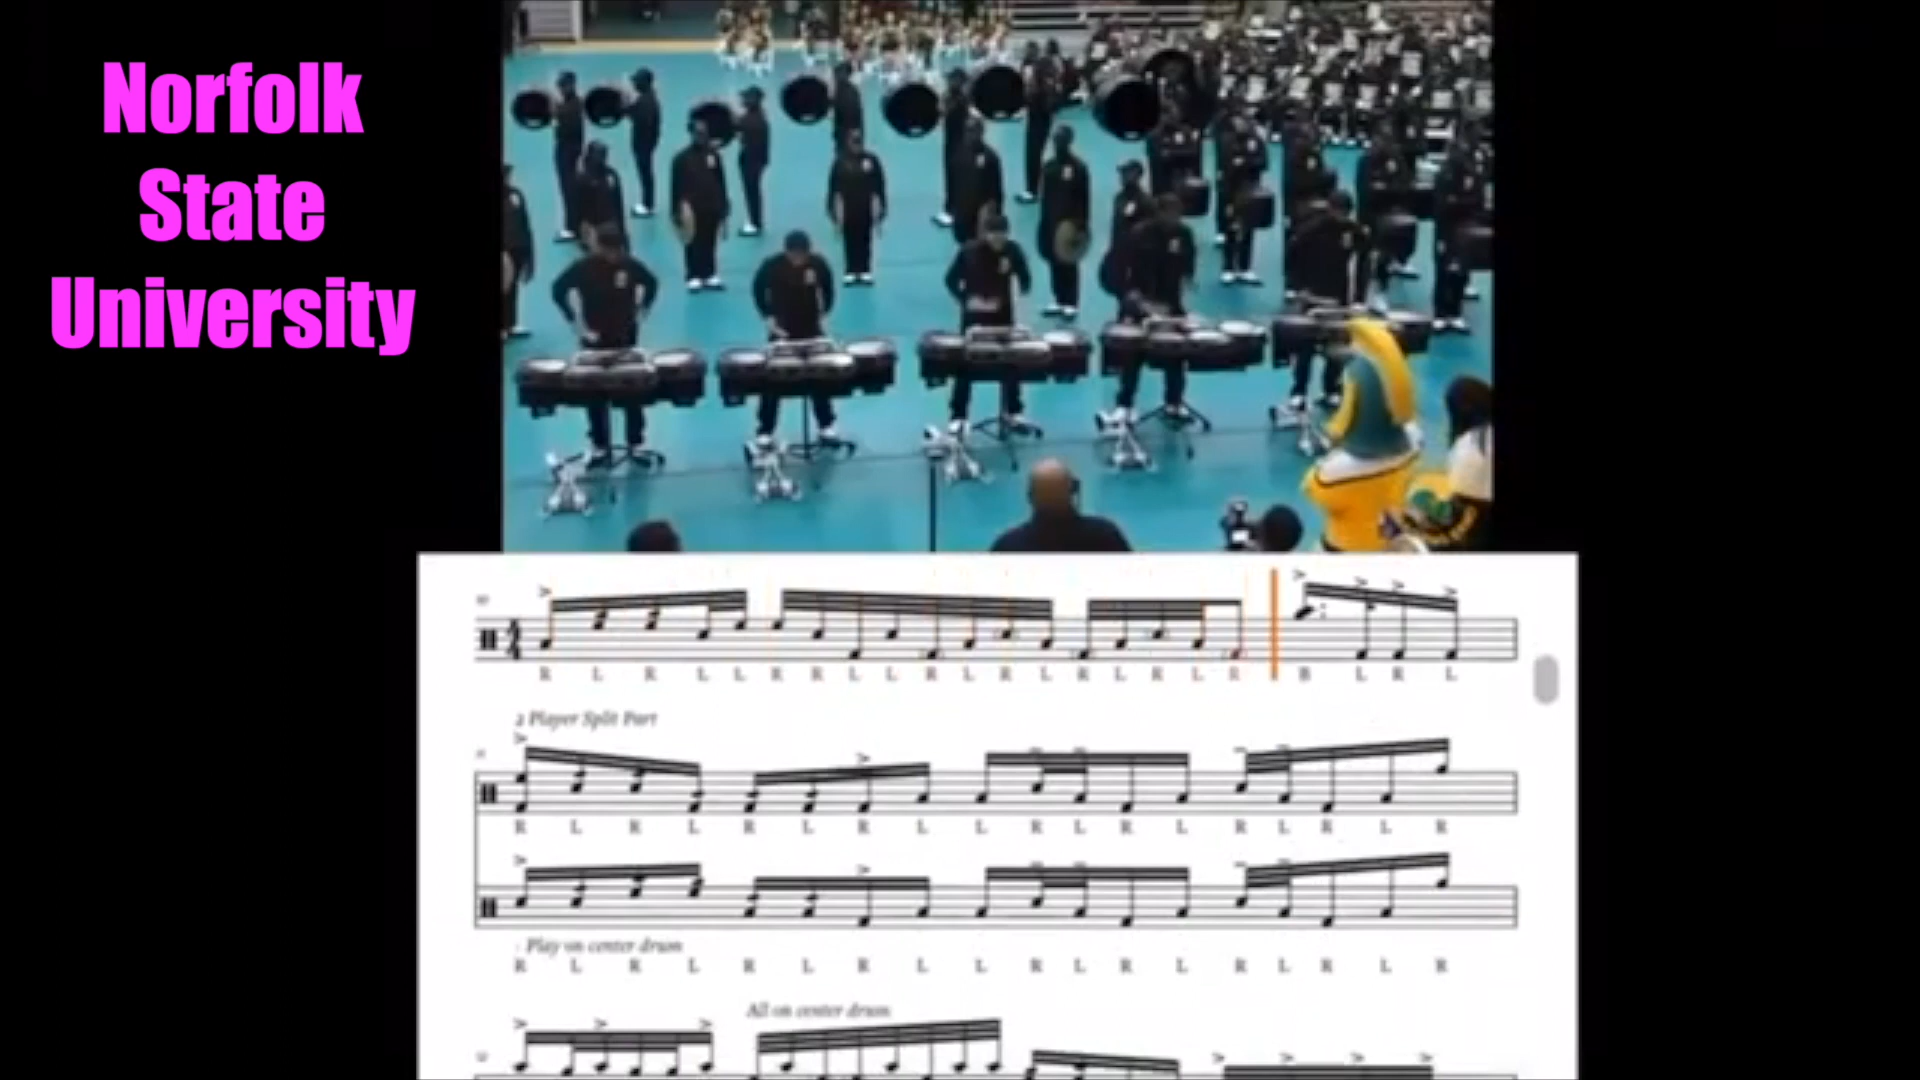 Norfolk
State
University
R L R L L R R L L R L R L R L R L R B L R L
2 Player Split Part
R L R L R L R L L R L R L R L R L R
Play on center drum
R L R L R L R L L R L R L R L R L R
All on center drum